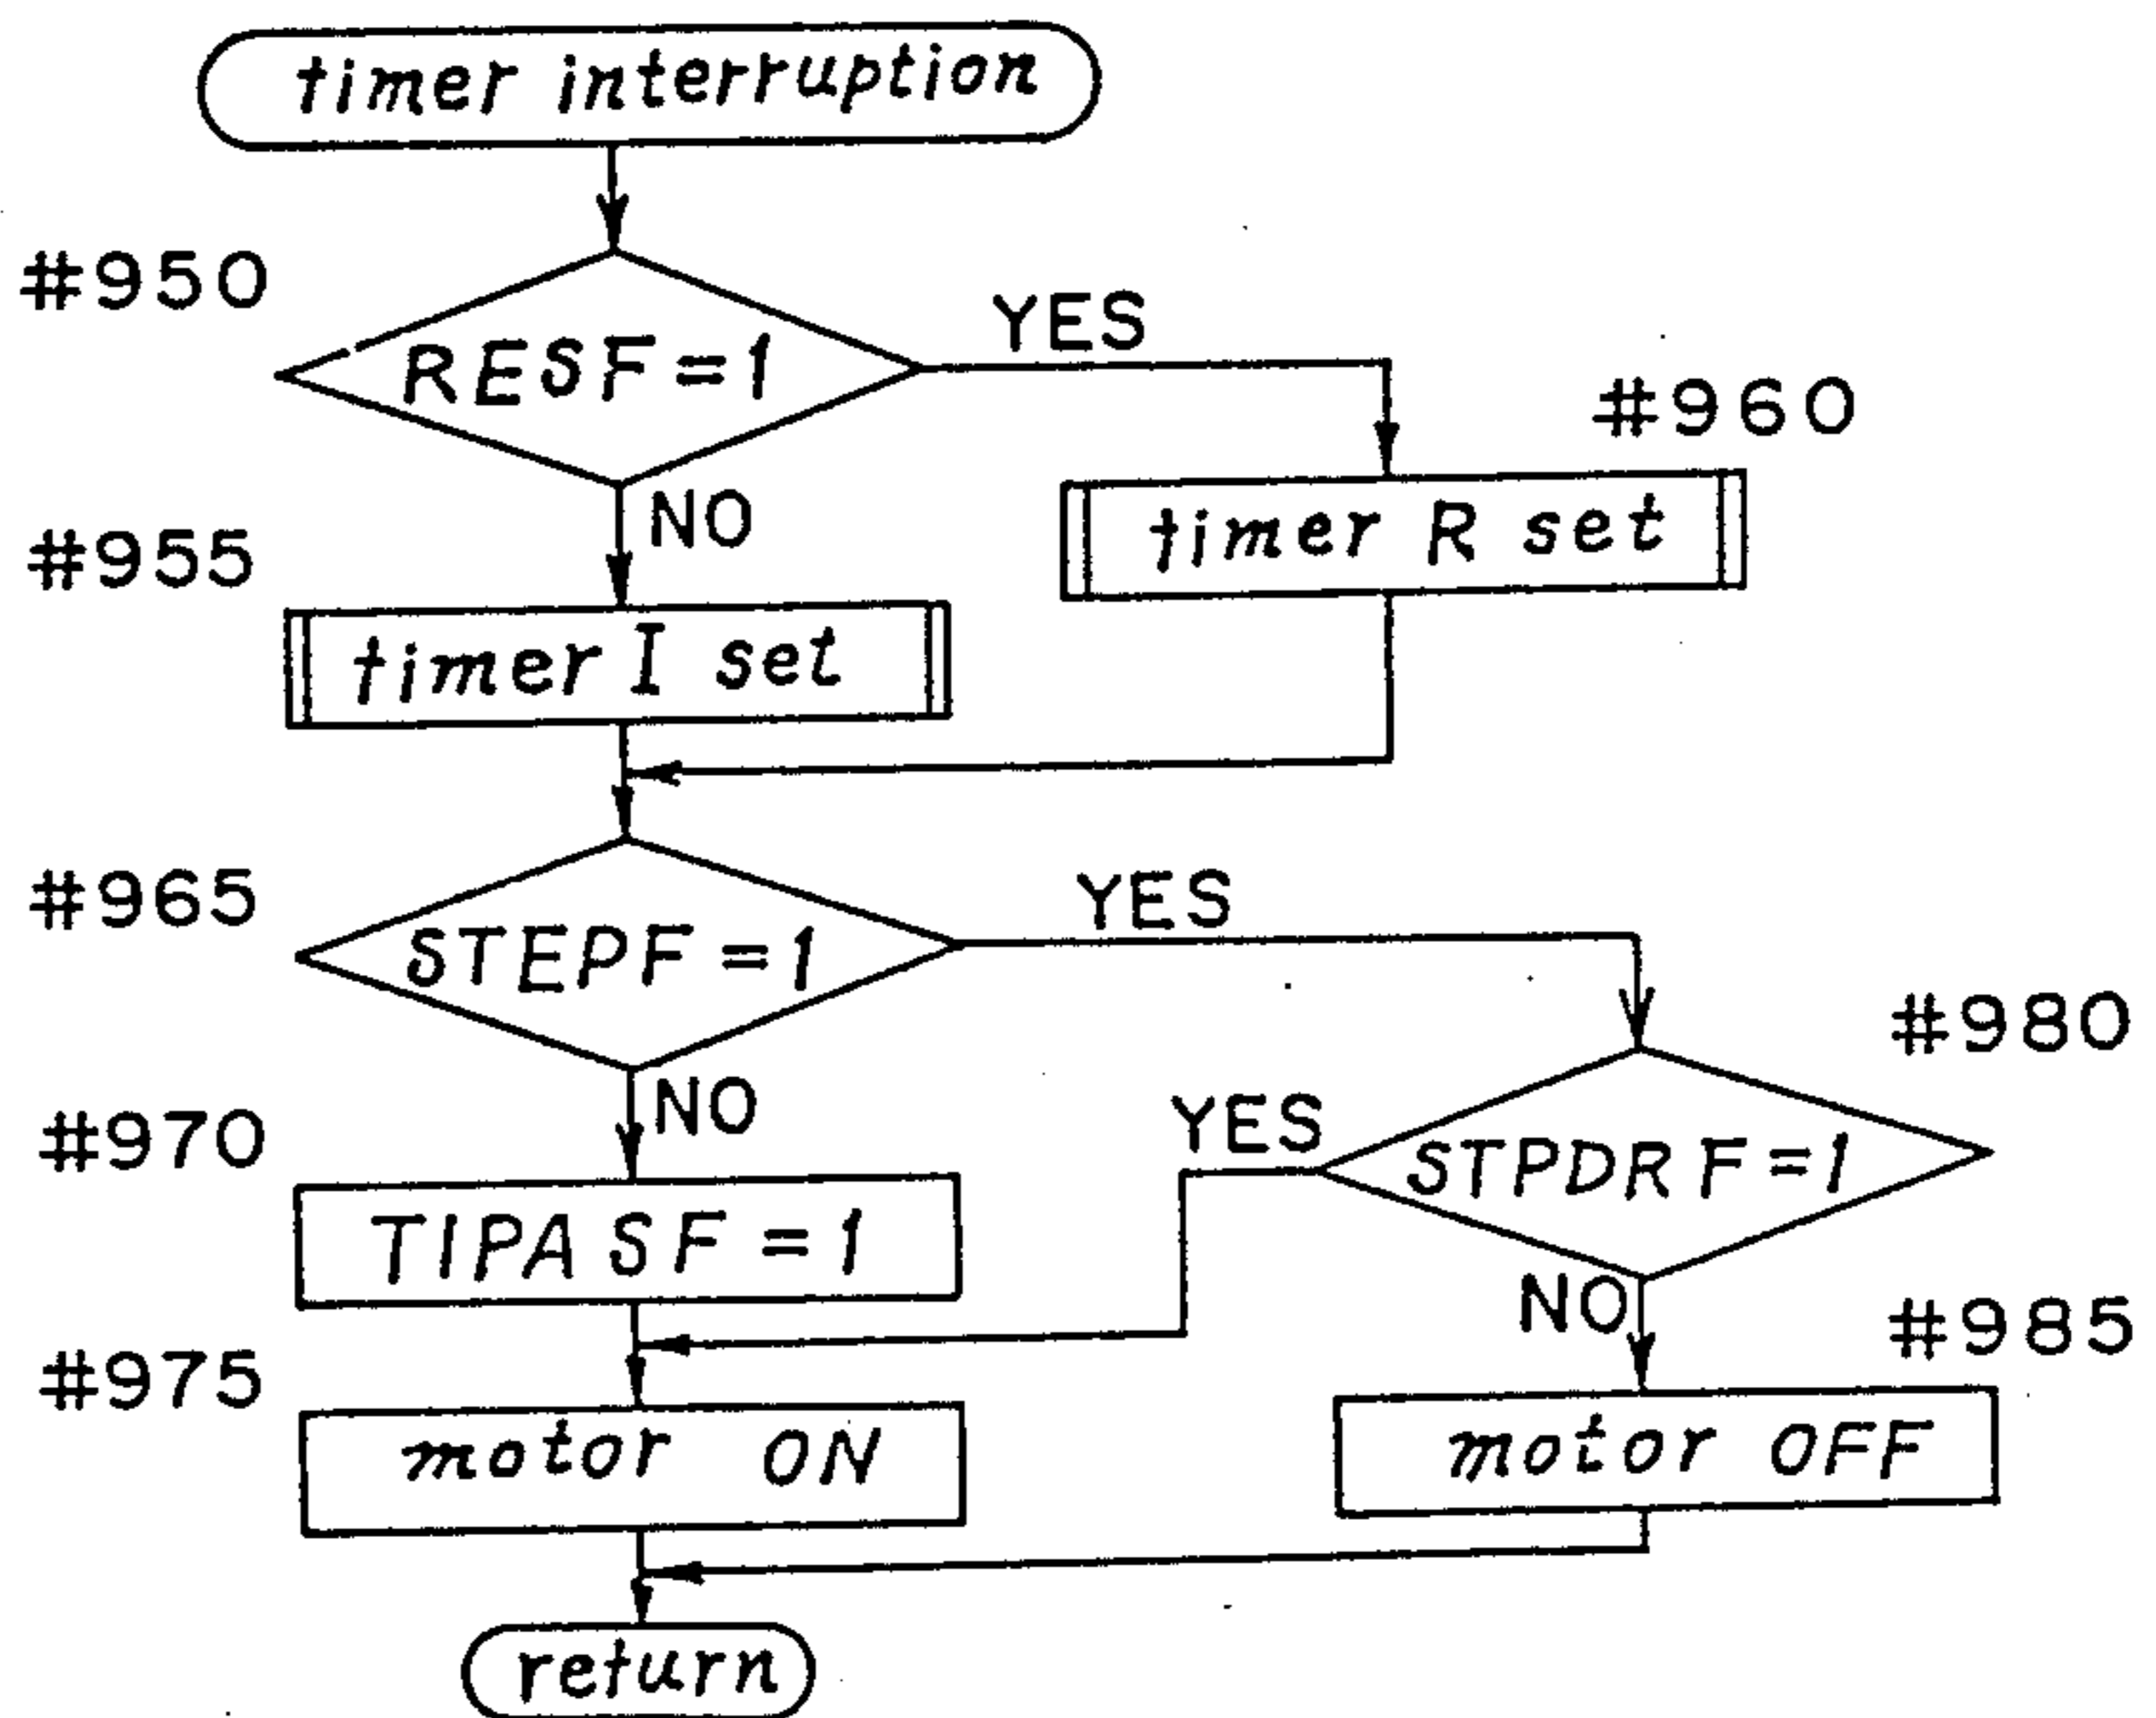 timer interruption
#950
RESF=1
YES
#960
NO
timer R set
#955
timer I set
#965
STEPF=1
YES
#980
NO
YES
STPDRF=1
#970
TIPASF=1
NO
#985
#975
motor ON
motor OFF
return